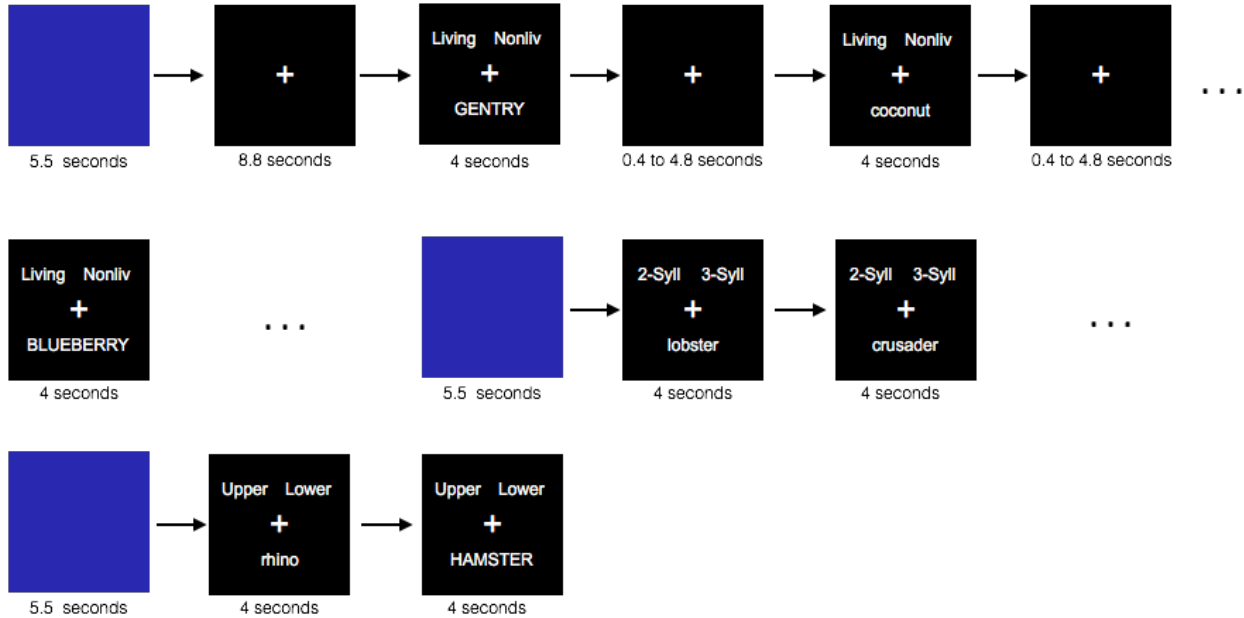 Living Nonliv
+
GENTRY
Living Nonliv
+
coconut
+
+
+
. . .
5.5 seconds
8.8 seconds
4 seconds
0.4 to 4.8 seconds
4 seconds
0.4 to 4.8 seconds
Living Nonliv
+
BLUEBERRY
4 seconds
. . .
5.5 seconds
2-Syll 3-Syll
+
lobster
4 seconds
2-Syll 3-Syll
+
crusader
4 seconds
. . .
5.5 seconds
Upper Lower
+
rhino
4 seconds
Upper Lower
+
HAMSTER
4 seconds